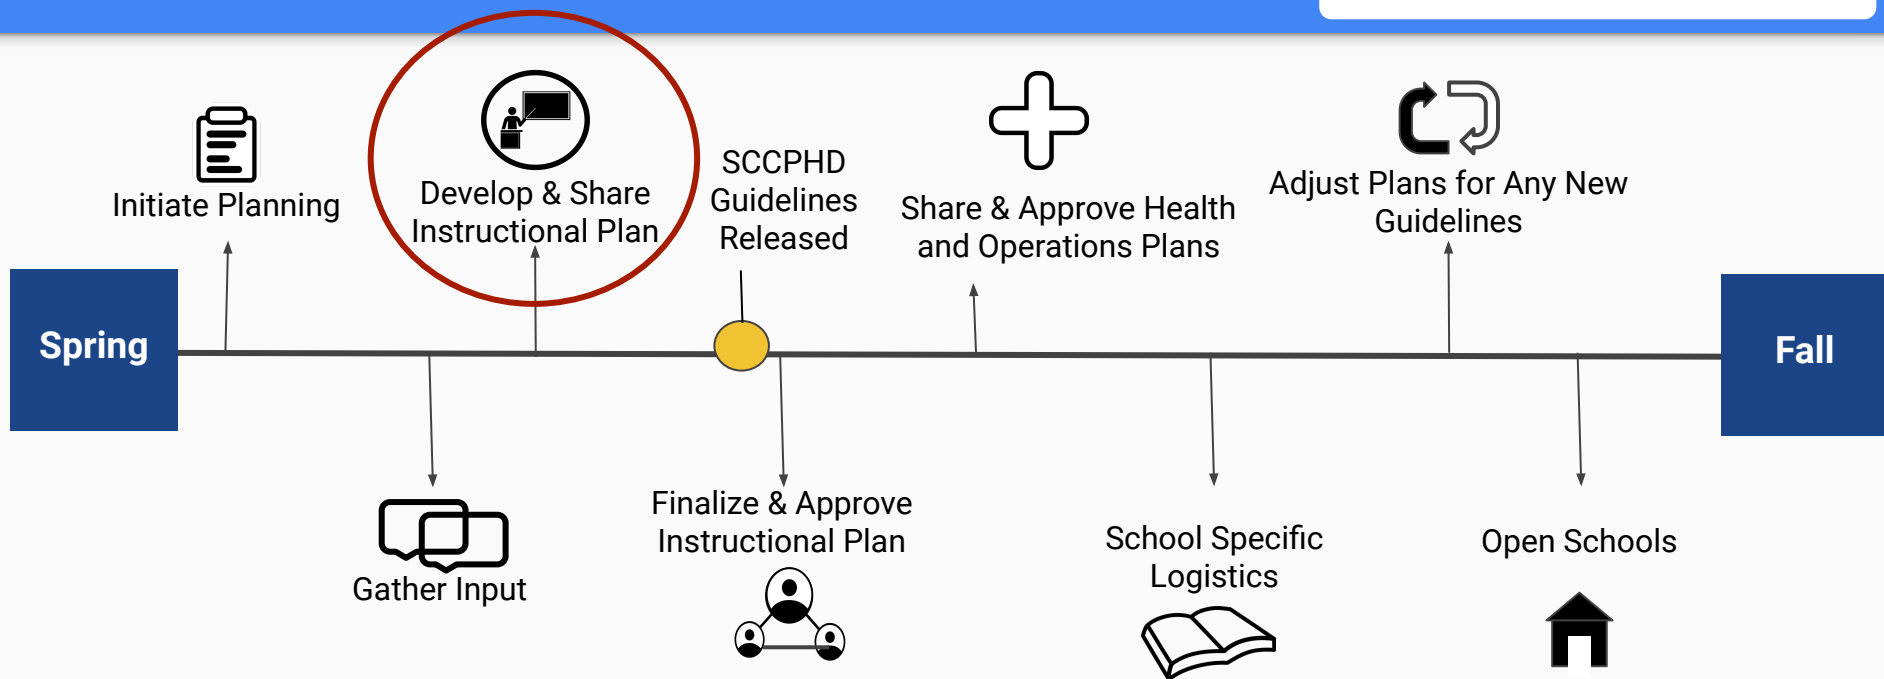 Initiate Planning
Develop & Share
Instructional Plan
SCCPHD
Guidelines
Released
Share & Approve Health
and Operations Plans
Adjust Plans for Any New
Guidelines
Spring
Fall
Gather Input
Finalize & Approve
Instructional Plan
School Specific
Logistics
Open Schools